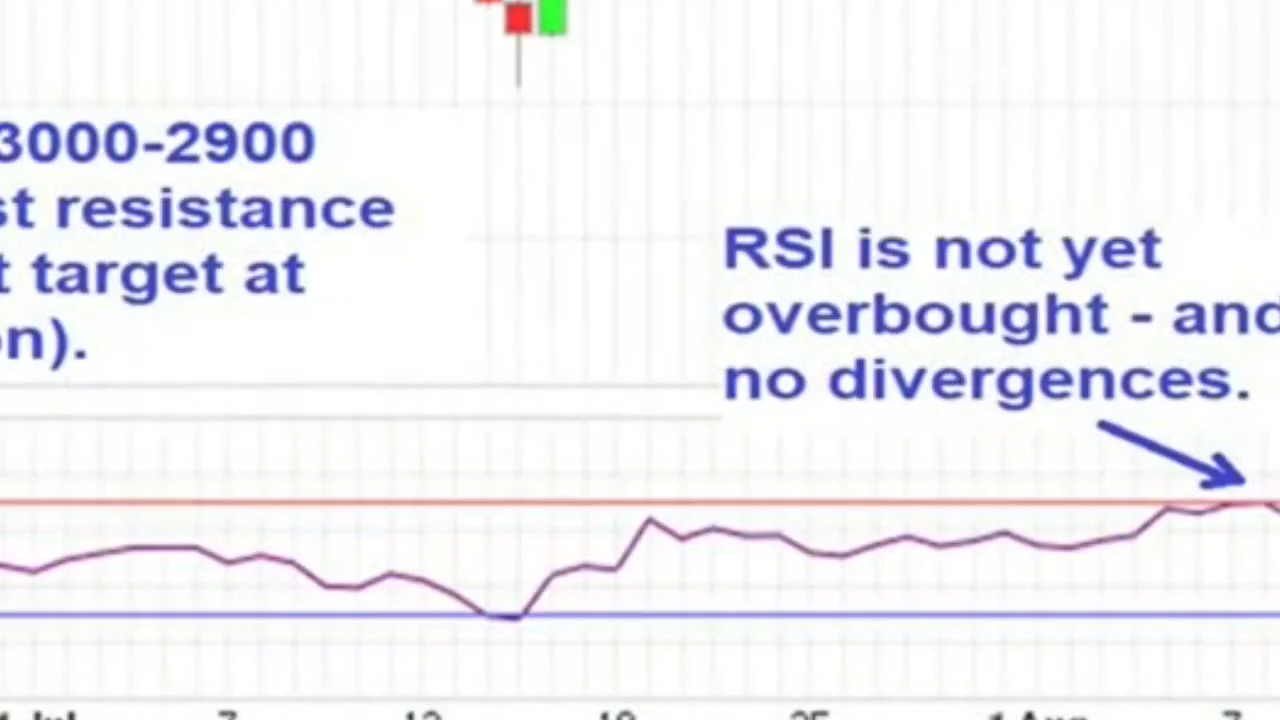 3000-2900
st resistance
t target at
on).
RSI is not yet
overbought - and
no divergences.